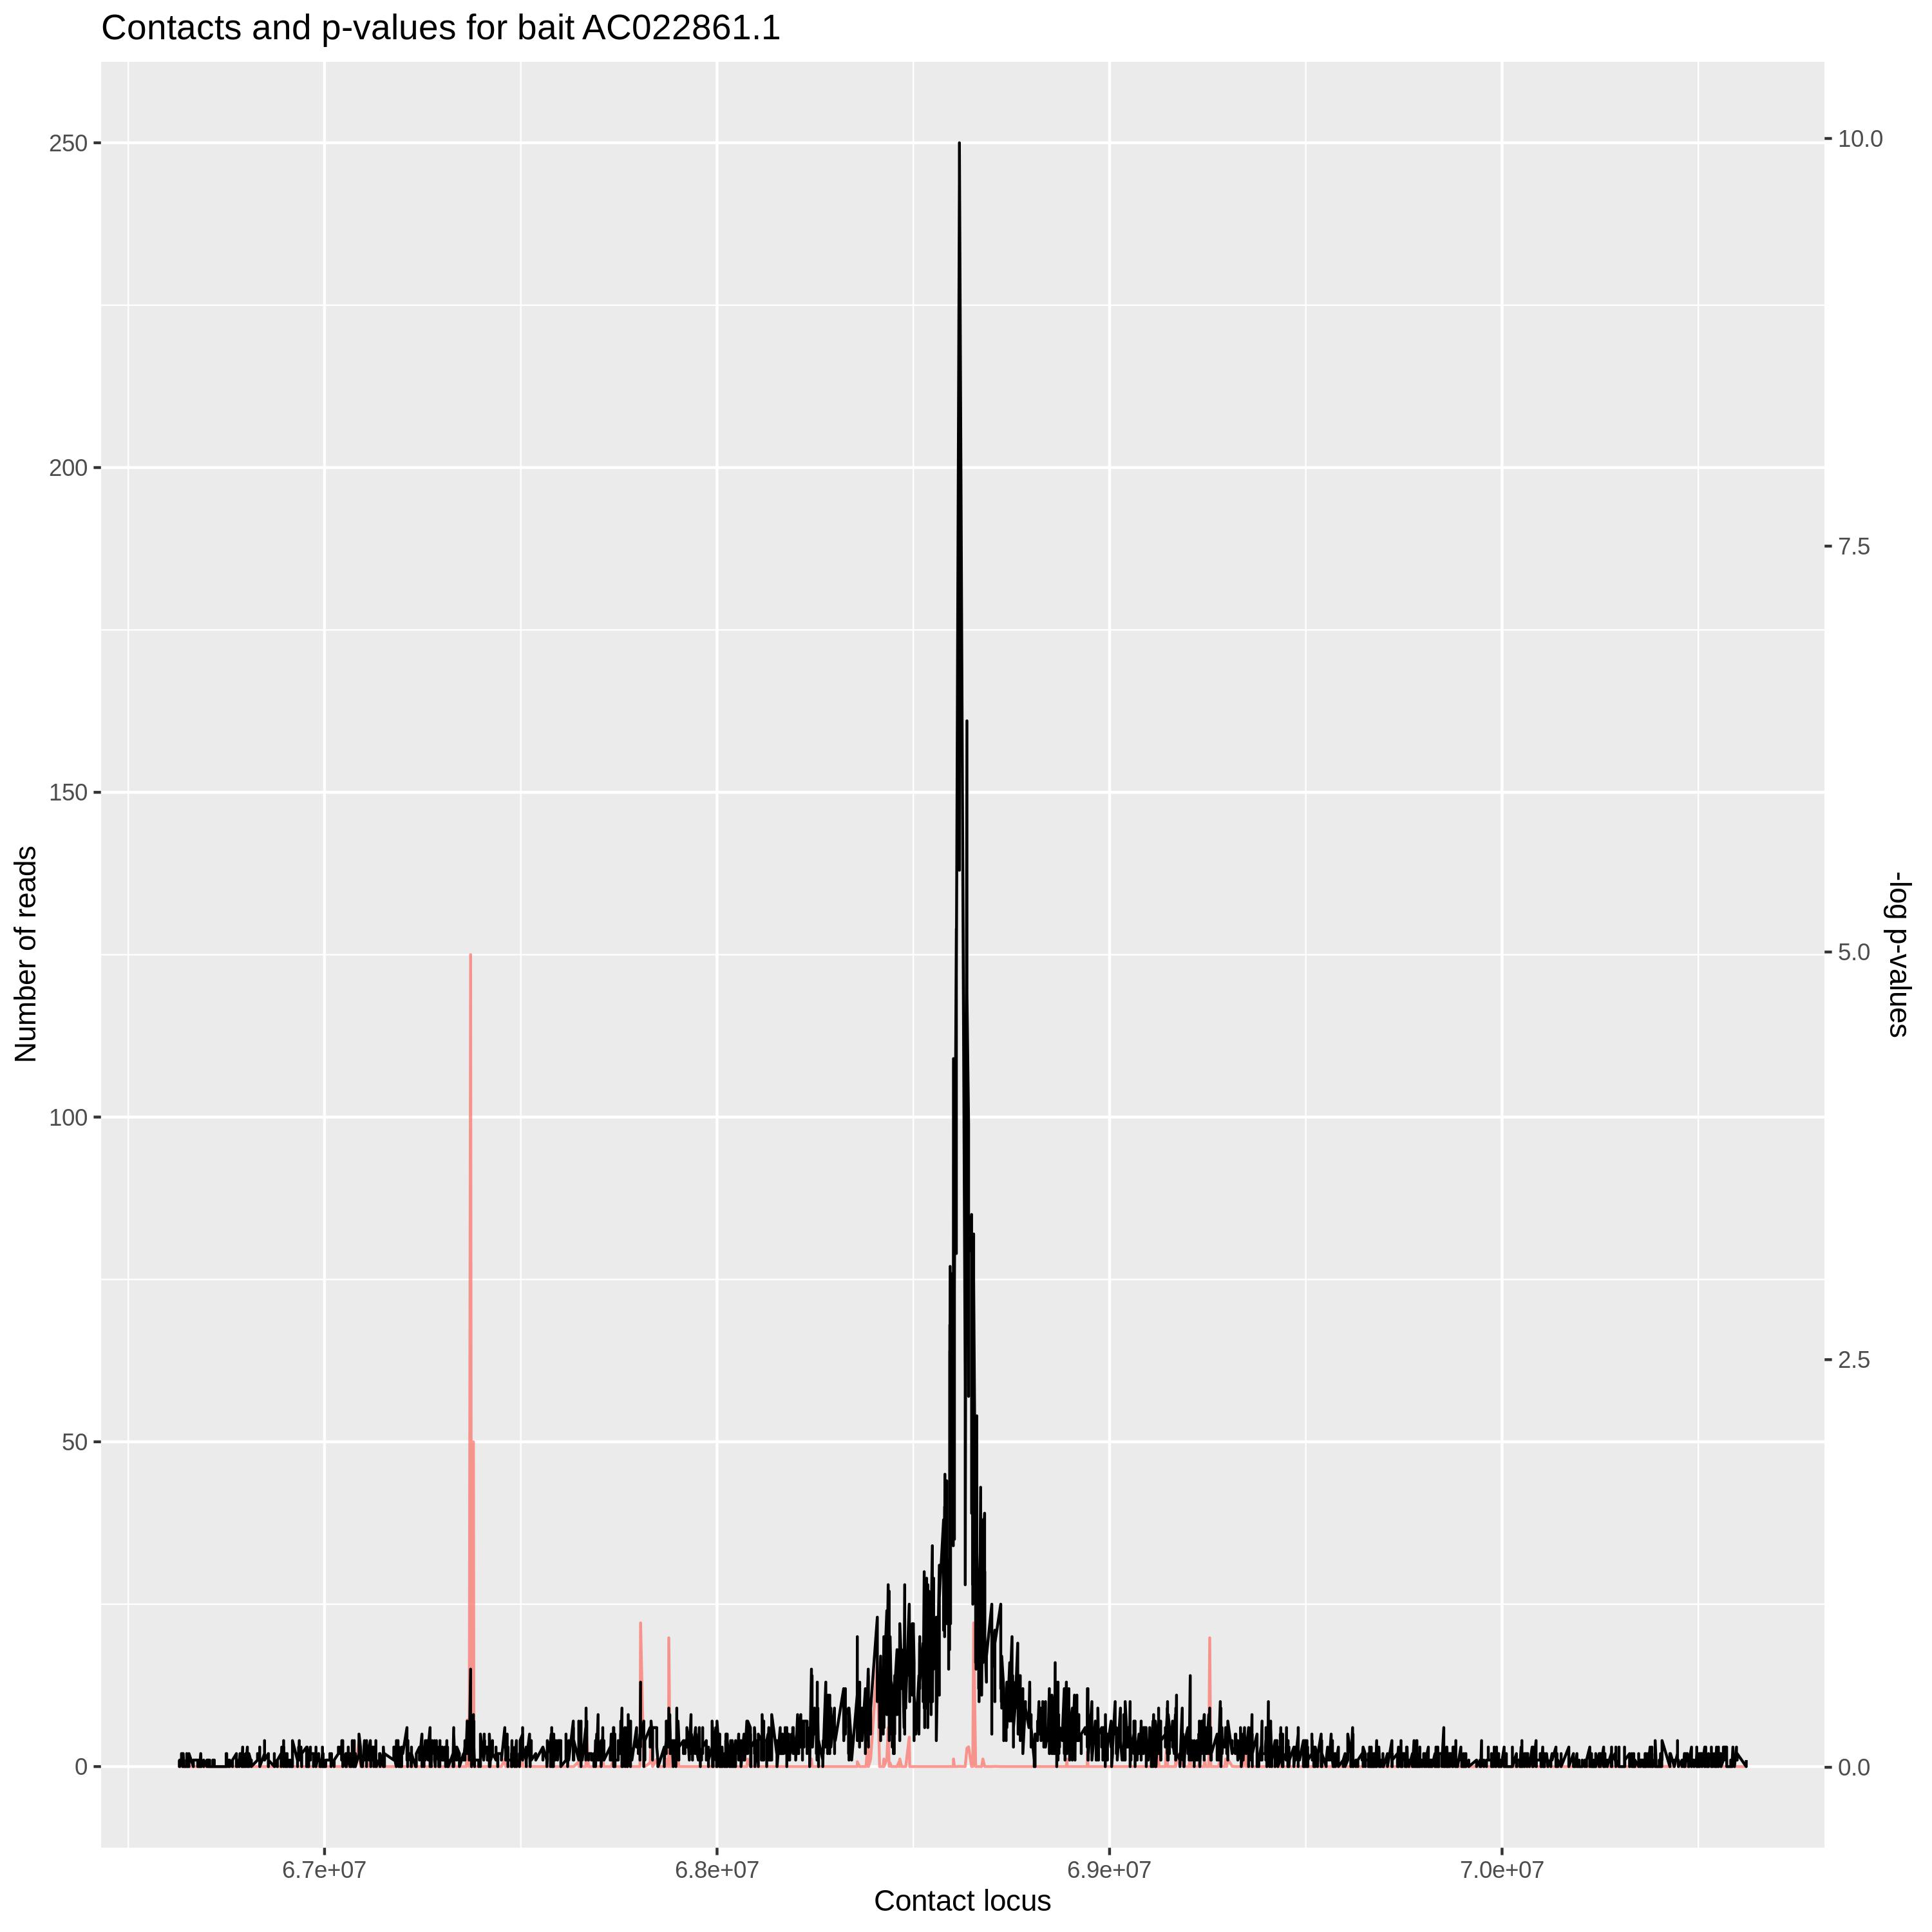 Contacts and p-values for bait AC022861.1
250
200
150
100
50
0
10.0
7.5
5.0
2.5
0.0
Number of reads
-log p-values
6.7e+07
6.8e+07
6.9e+07
7.0e+07
Contact locus